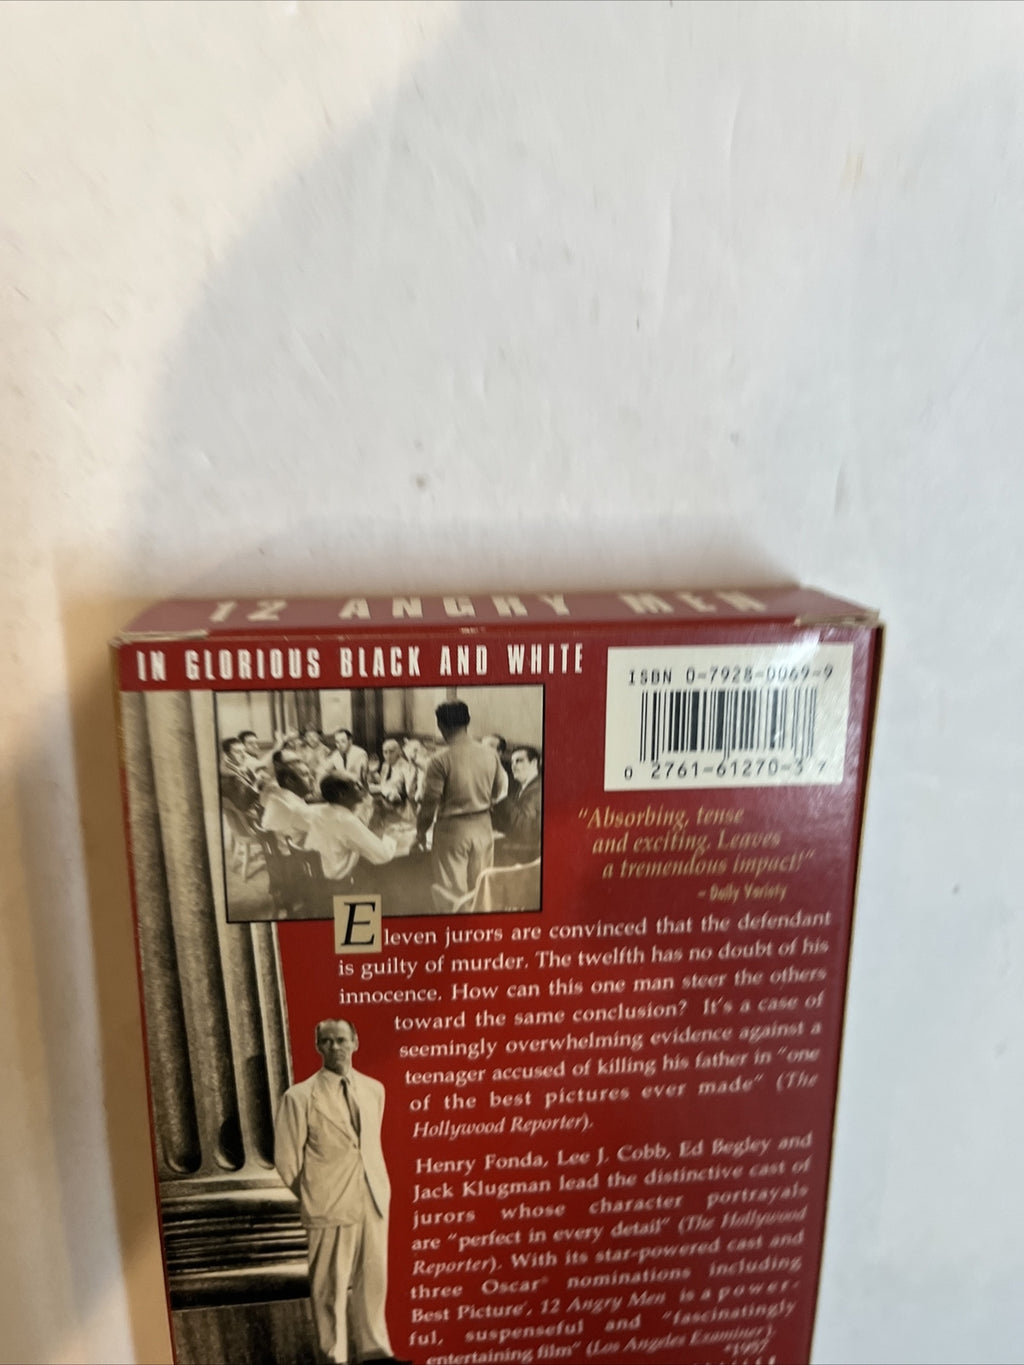 12 ANGRY MEN
IN GLORIOUS BLACK AND WHITE
ISBN 0-7928-0069-9
0 2761-61270-3 7
"Absorbing, tense
and exciting. Leaves
a tremendous impact!"
- Daily Variety
Eleven jurors are convinced that the defendant
is guilty of murder. The twelfth has no doubt of his
innocence. How can this one man steer the others
toward the same conclusion? It's a case of
seemingly overwhelming evidence against a
teenager accused of killing his father in "one
of the best pictures ever made" (The
Hollywood Reporter).
Henry Fonda, Lee J. Cobb, Ed Begley and
Jack Klugman lead the distinctive cast of
jurors whose character portrayals
are "perfect in every detail" (The Hollywood
Reporter). With its star-powered cast and
three Oscar® nominations including
Best Picture*, 12 Angry Men is a power-
ful, suspenseful and "fascinatingly
entertaining film" (Los Angeles Examiner).
*1957